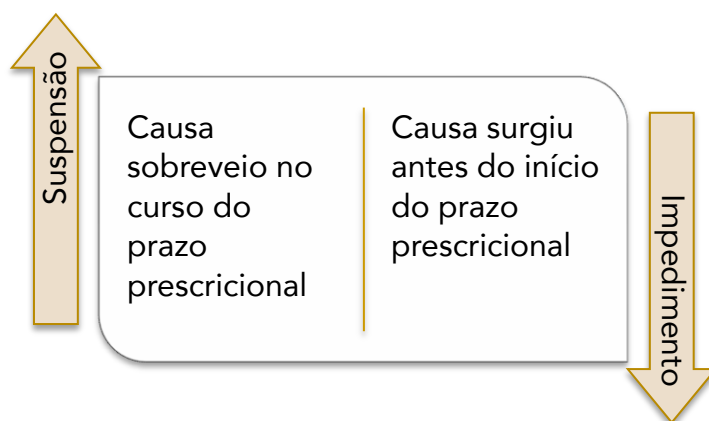 Suspensão
Causa
sobreveio no
curso do
prazo
prescricional
Causa surgiu
antes do início
do prazo
prescricional
Impedimento